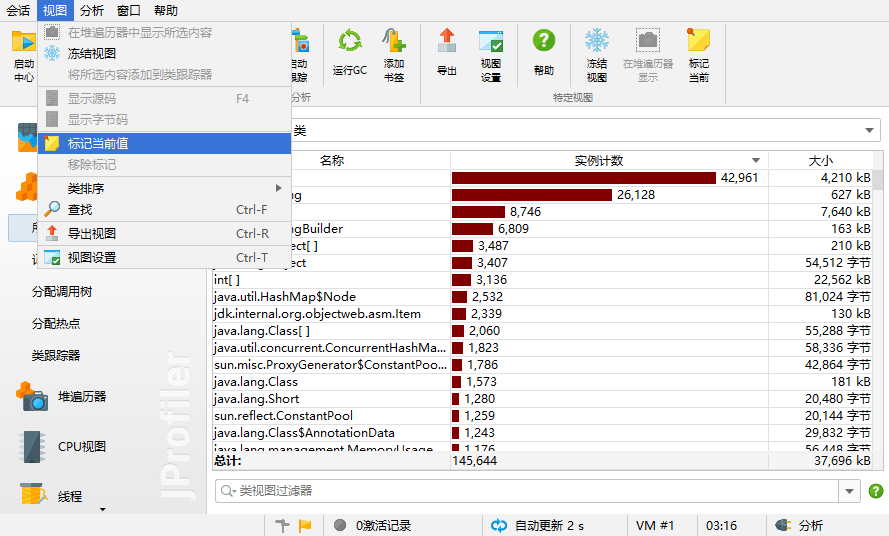 会话 视图 分析 窗口 帮助
启动中心
在堆遍历器中显示所选内容
冻结视图
将所选内容添加到类跟踪器
显示源码 F4
显示字节码
标记当前值
移除标记
类排序
查找 Ctrl-F
导出视图 Ctrl-R
视图设置 Ctrl-T
运行GC
添加书签
导出
视图设置
帮助
冻结视图
在堆遍历器显示
标记当前
分析
特定视图
类
名称 实例计数 大小
42,961 4,210 kB
26,128 627 kB
8,746 7,640 kB
ngBuilder 6,809 163 kB
ect[ ] 3,487 210 kB
ect 3,407 54,512 字节
int[ ] 3,136 22,562 kB
java.util.HashMap$Node 2,532 81,024 字节
jdk.internal.org.objectweb.asm.Item 2,339 130 kB
java.lang.Class[ ] 2,060 55,288 字节
java.util.concurrent.ConcurrentHashMa... 1,823 58,336 字节
sun.misc.ProxyGenerator$ConstantPoo... 1,786 42,864 字节
java.lang.Class 1,573 181 kB
java.lang.Short 1,280 20,480 字节
sun.reflect.ConstantPool 1,259 20,144 字节
java.lang.Class$AnnotationData 1,243 29,832 字节
java.lang.management.MemoryUsage 1,176 56,448 字节
总计: 145,644 37,696 kB
分配调用树
分配热点
类跟踪器
堆遍历器
CPU视图
线程
JProfiler
类视图过滤器
0激活记录 自动更新 2 s VM #1 03:16 分析